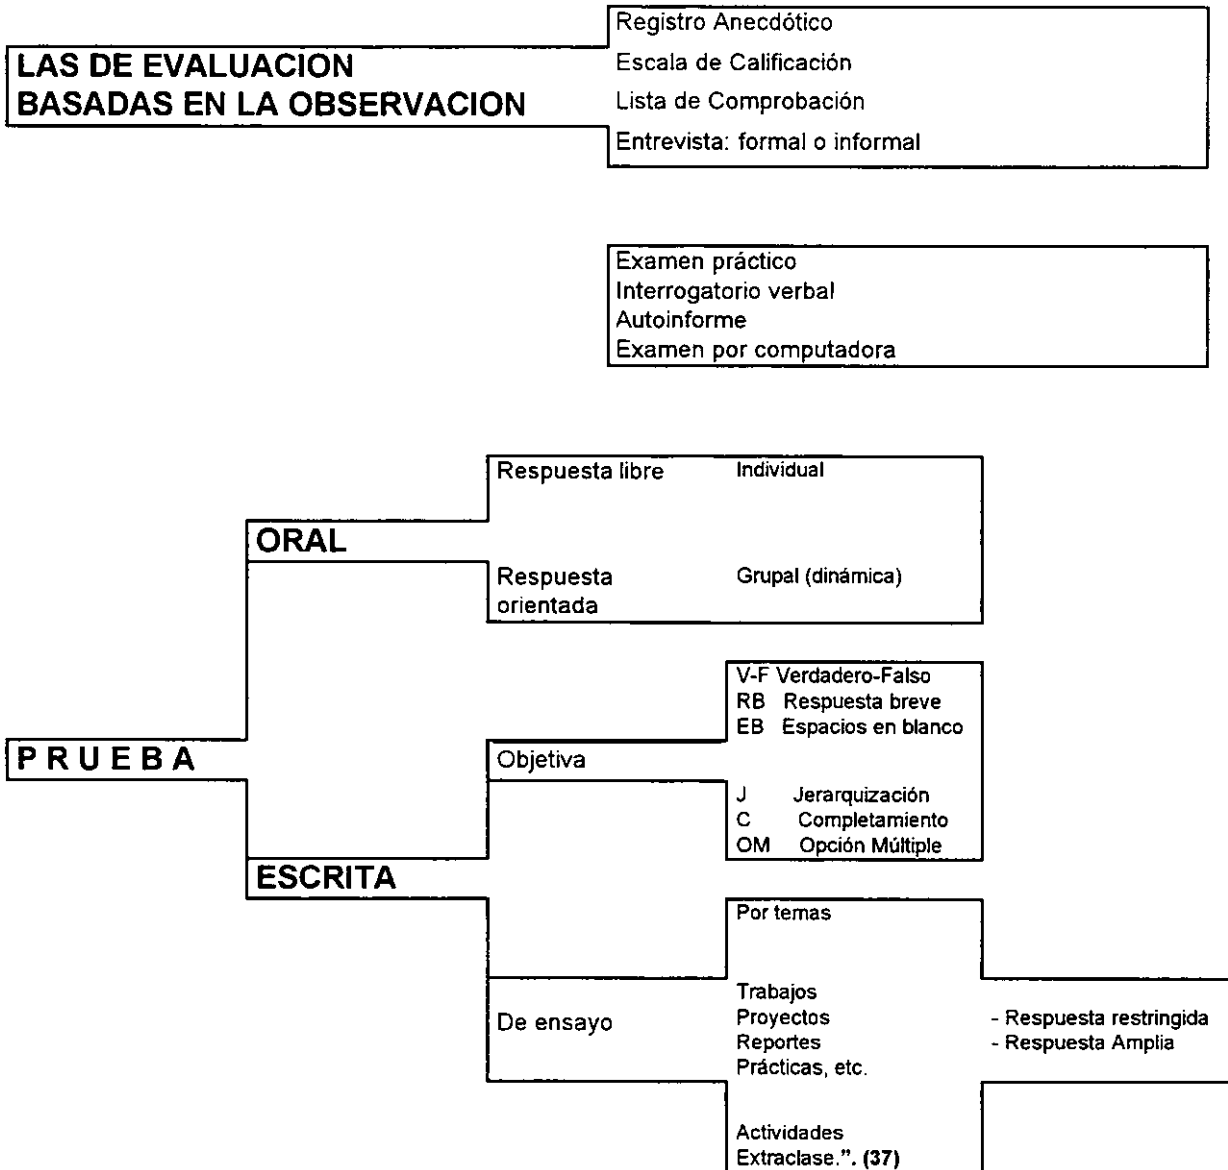 Registro Anecdótico
LAS DE EVALUACION
BASADAS EN LA OBSERVACION
Escala de Calificación
Lista de Comprobación
Entrevista: formal o informal
Examen práctico
Interrogatorio verbal
Autoinforme
Examen por computadora
PRUEBA
ORAL
Respuesta libre
Individual
Respuesta
orientada
Grupal (dinámica)
ESCRITA
Objetiva
V-F Verdadero-Falso
RB Respuesta breve
EB Espacios en blanco
J Jerarquización
C Completamiento
OM Opción Múltiple
De ensayo
Por temas
Trabajos
Proyectos
Reportes
Prácticas, etc.
- Respuesta restringida
- Respuesta Amplia
Actividades
Extraclase.”. (37)